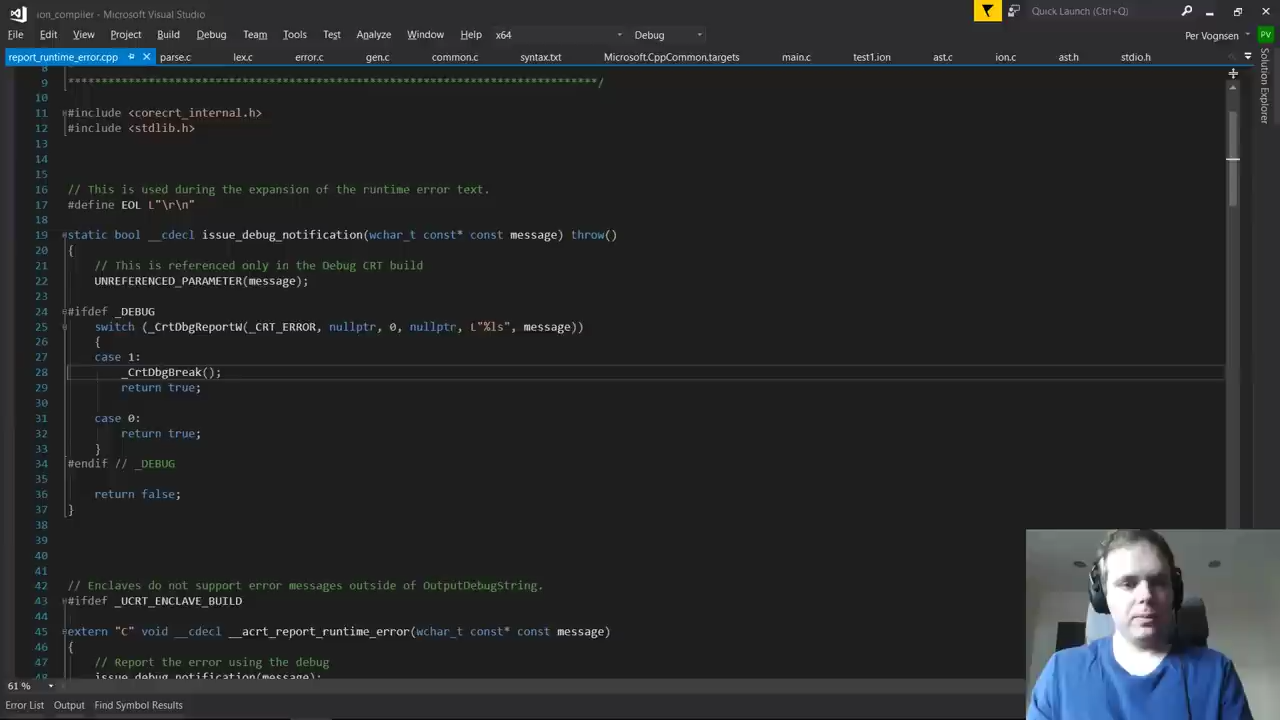 ion_compiler - Microsoft Visual Studio
Quick Launch (Ctrl+Q)
File Edit View Project Build Debug Team Tools Test Analyze Window Help x64 Debug
Per Vognsen PV
report_runtime_error.cpp parse.c lex.c error.c gen.c common.c syntax.txt Microsoft.CppCommon.targets main.c test1.ion ast.c ion.c ast.h stdio.h
Solution Explorer
8
9 *******************************************************************************/
10
11 #include <corecrt_internal.h>
12 #include <stdlib.h>
13
14
15
16 // This is used during the expansion of the runtime error text.
17 #define EOL L"\r\n"
18
19 static bool __cdecl issue_debug_notification(wchar_t const* const message) throw()
20 {
21 // This is referenced only in the Debug CRT build
22 UNREFERENCED_PARAMETER(message);
23
24 #ifdef _DEBUG
25 switch (_CrtDbgReportW(_CRT_ERROR, nullptr, 0, nullptr, L"%ls", message))
26 {
27 case 1:
28 _CrtDbgBreak();
29 return true;
30
31 case 0:
32 return true;
33 }
34 #endif // _DEBUG
35
36 return false;
37 }
38
39
40
41
42 // Enclaves do not support error messages outside of OutputDebugString.
43 #ifdef _UCRT_ENCLAVE_BUILD
44
45 extern "C" void __cdecl __acrt_report_runtime_error(wchar_t const* const message)
46 {
47 // Report the error using the debug
48 issue_debug_notification(message);
61 %
Error List Output Find Symbol Results